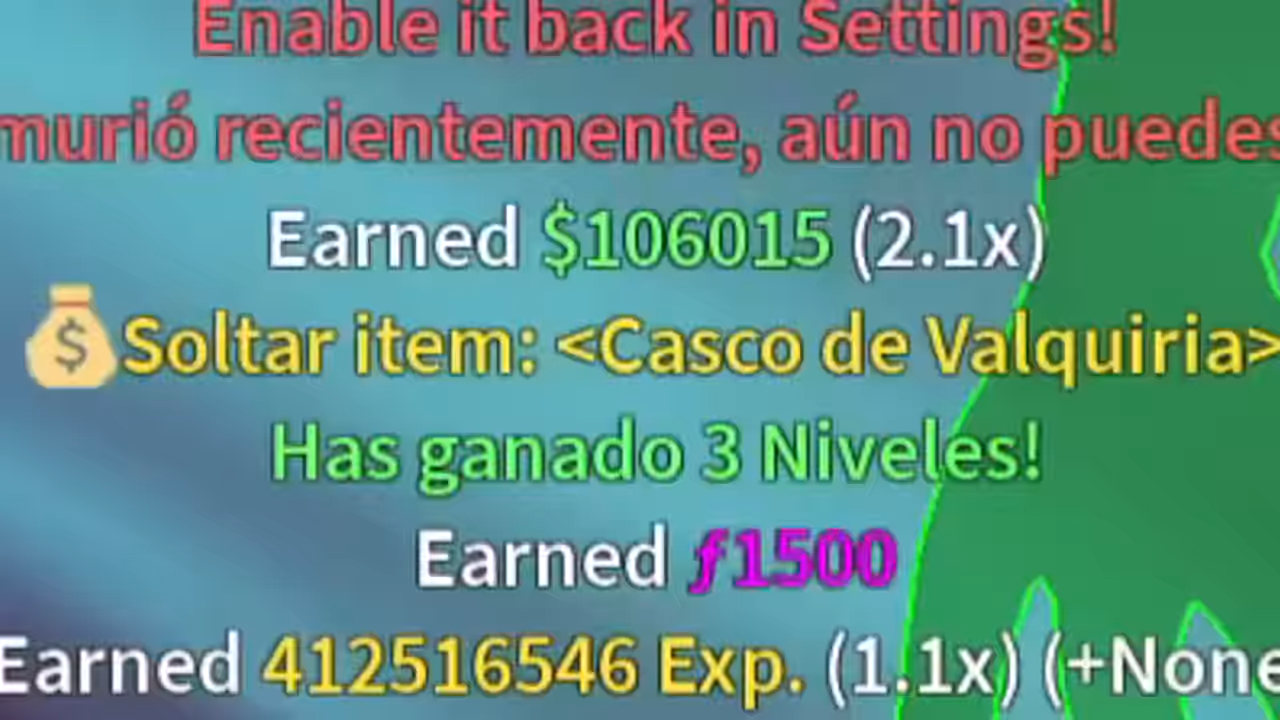 Enable it back in Settings!
murió recientemente, aún no puedes
Earned $106015 (2.1x)
💰Soltar item: <Casco de Valquiria>
Has ganado 3 Niveles!
Earned ƒ1500
Earned 412516546 Exp. (1.1x) (+None